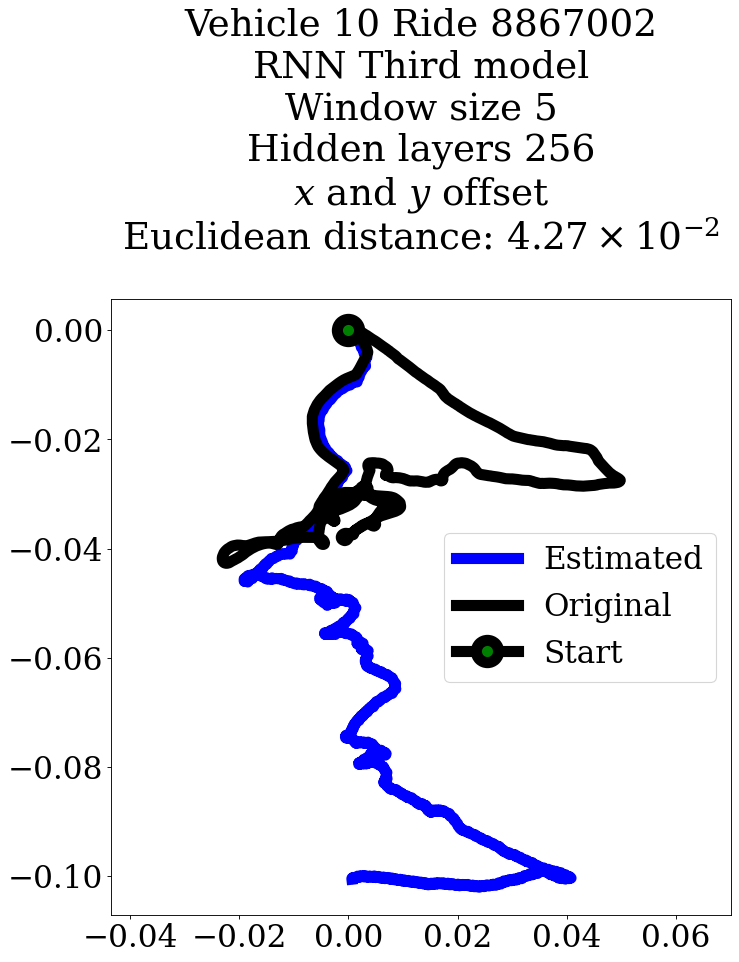 Vehicle 10 Ride 8867002
RNN Third model
Window size 5
Hidden layers 256
x and y offset
Euclidean distance: 4.27 × 10⁻²
0.00
−0.02
−0.04
−0.06
−0.08
−0.10
Estimated
Original
Start
−0.04 −0.02 0.00 0.02 0.04 0.06